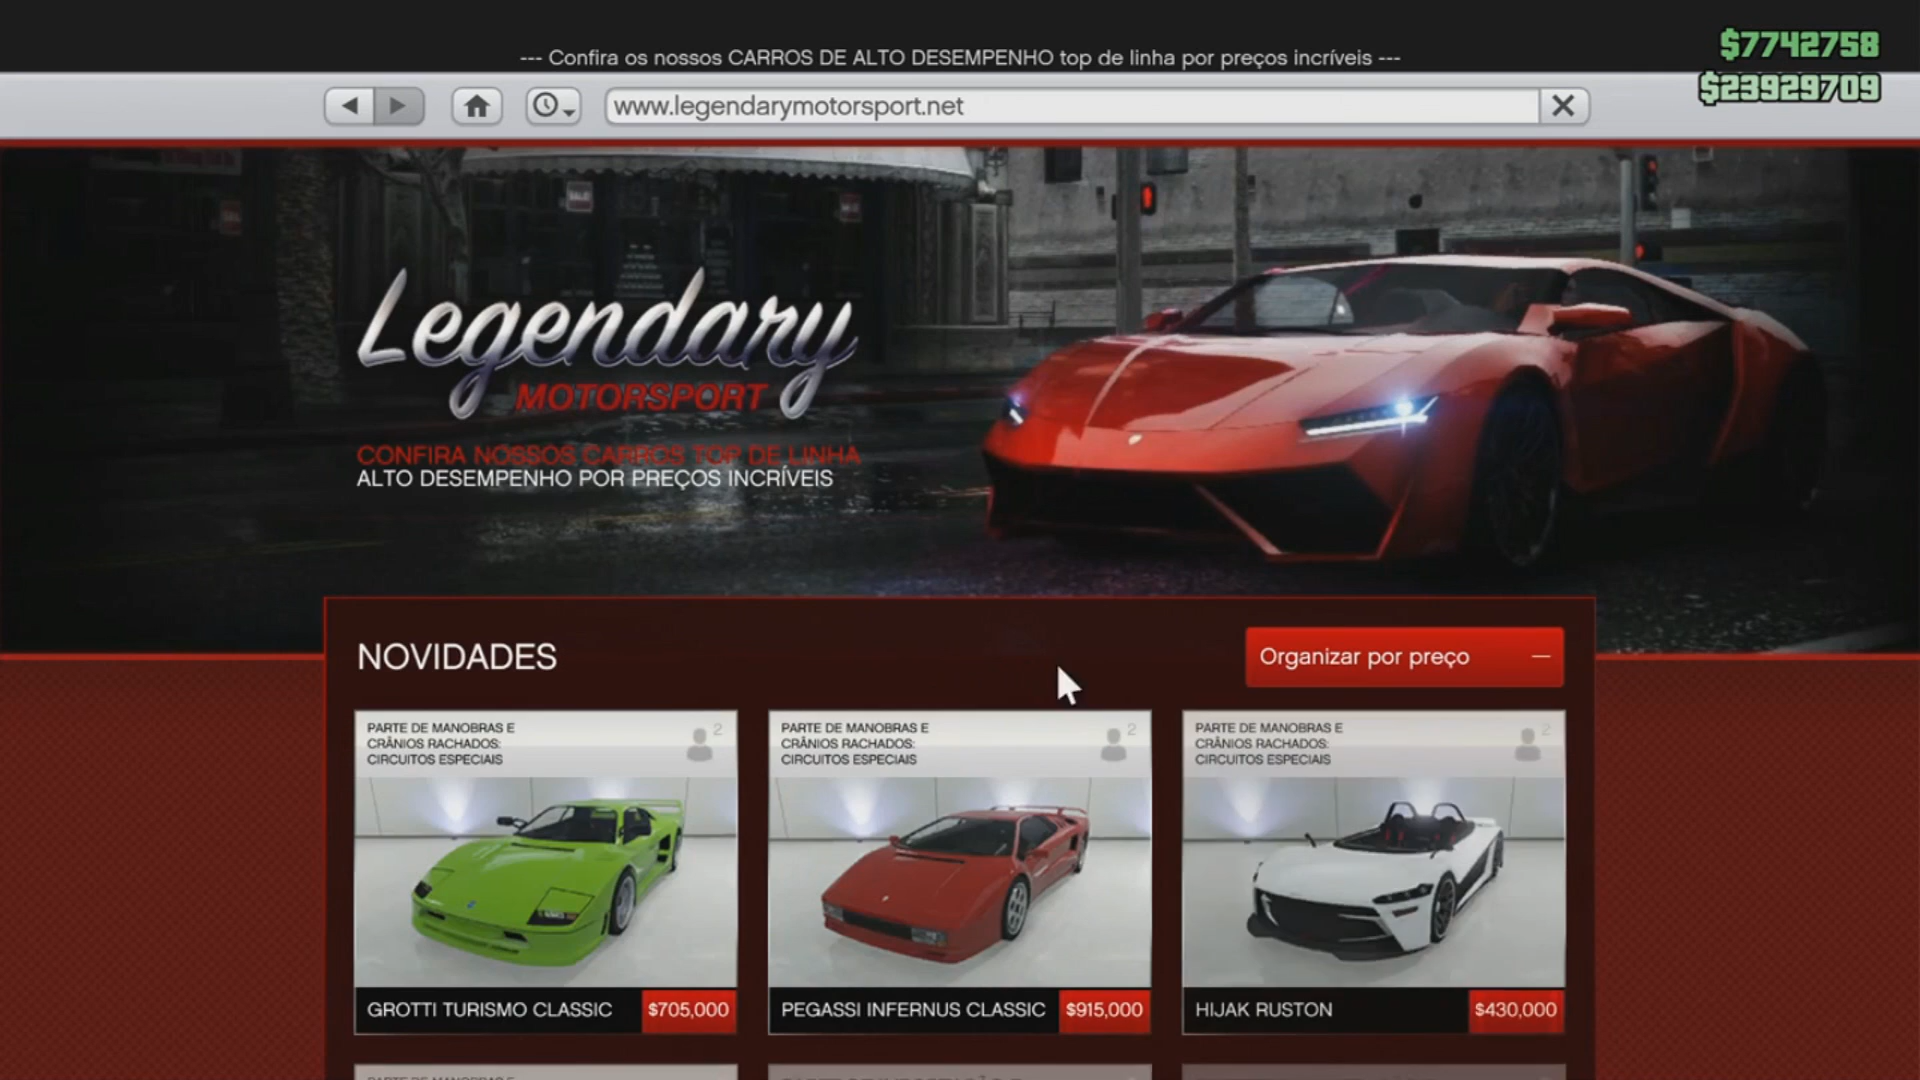 --- Confira os nossos CARROS DE ALTO DESEMPENHO top de linha por preços incríveis ---
$7742758
$23929709
www.legendarymotorsport.net
Legendary
MOTORSPORT
CONFIRA NOSSOS CARROS TOP DE LINHA
ALTO DESEMPENHO POR PREÇOS INCRÍVEIS
NOVIDADES
Organizar por preço
PARTE DE MANOBRAS E
CRÂNIOS RACHADOS:
CIRCUITOS ESPECIAIS
2
PARTE DE MANOBRAS E
CRÂNIOS RACHADOS:
CIRCUITOS ESPECIAIS
2
PARTE DE MANOBRAS E
CRÂNIOS RACHADOS:
CIRCUITOS ESPECIAIS
2
GROTTI TURISMO CLASSIC $705,000
PEGASSI INFERNUS CLASSIC $915,000
HIJAK RUSTON $430,000